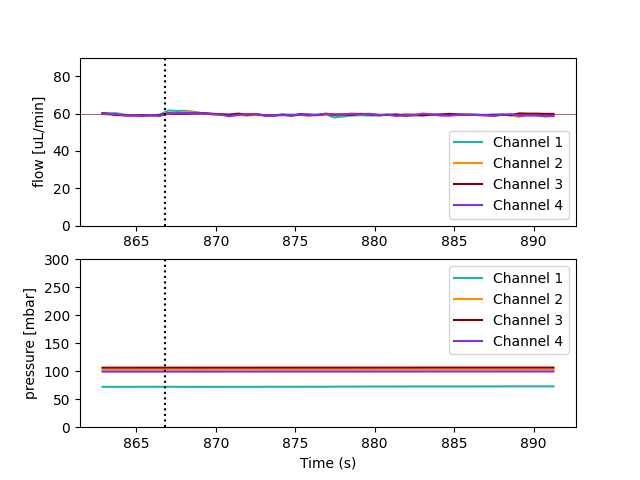 flow [uL/min]
80
60
40
20
0
865 870 875 880 885 890
Channel 1
Channel 2
Channel 3
Channel 4
pressure [mbar]
300
250
200
150
100
50
0
865 870 875 880 885 890
Channel 1
Channel 2
Channel 3
Channel 4
Time (s)